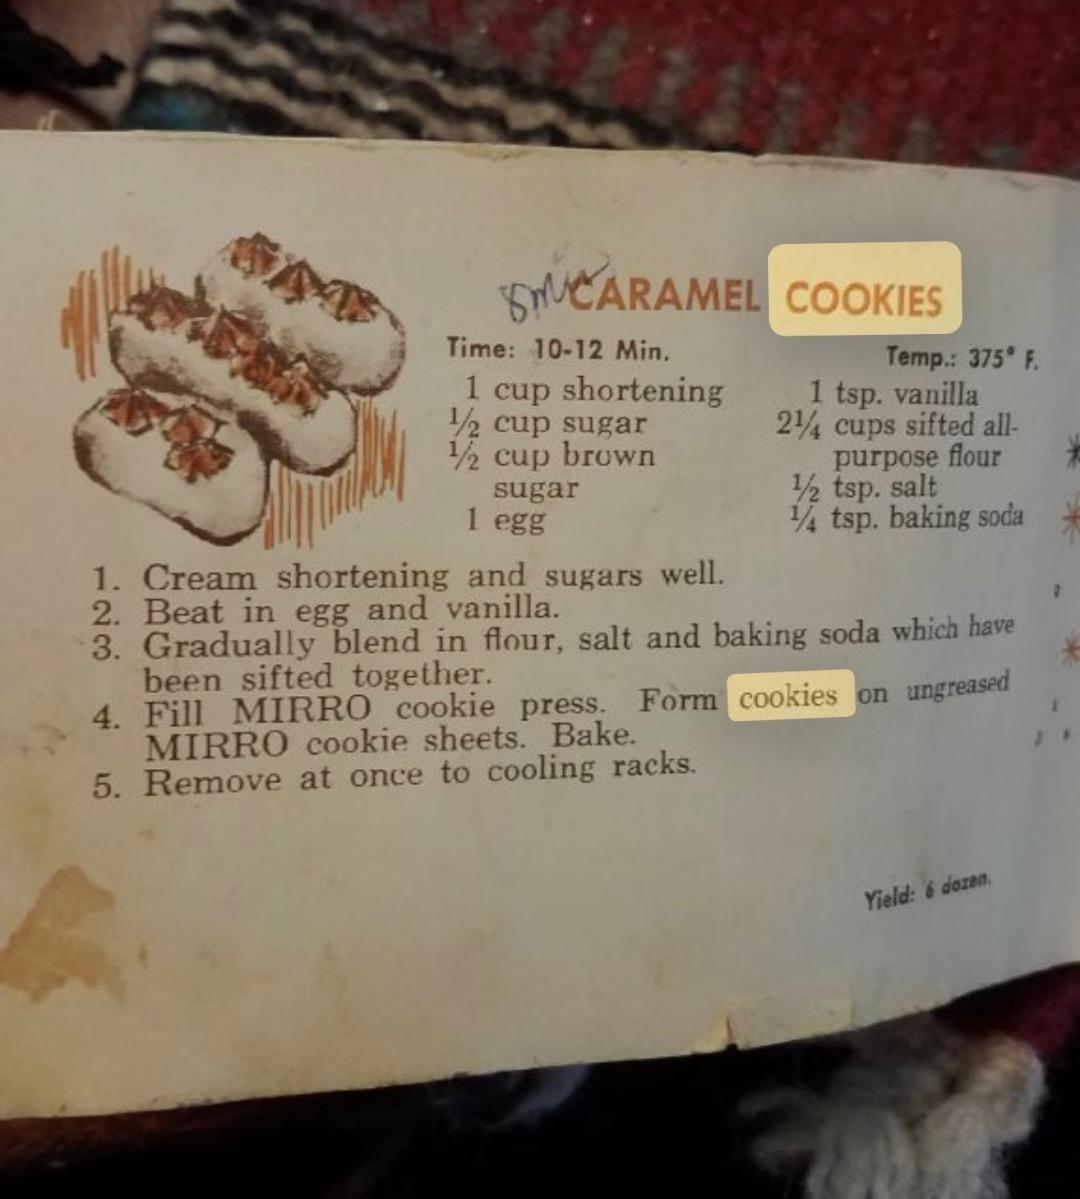 8 min CARAMEL COOKIES
Time: 10-12 Min. Temp.: 375° F.
1 cup shortening
½ cup sugar
½ cup brown
sugar
1 egg
1 tsp. vanilla
2¼ cups sifted all-
purpose flour
½ tsp. salt
¼ tsp. baking soda
1. Cream shortening and sugars well.
2. Beat in egg and vanilla.
3. Gradually blend in flour, salt and baking soda which have
been sifted together.
4. Fill MIRRO cookie press. Form cookies on ungreased
MIRRO cookie sheets. Bake.
5. Remove at once to cooling racks.
Yield: 6 dozen.